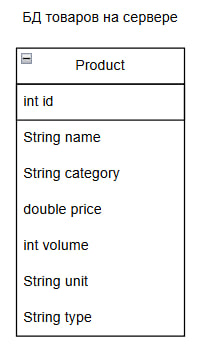 БД товаров на сервере
Product
int id
String name
String category
double price
int volume
String unit
String type